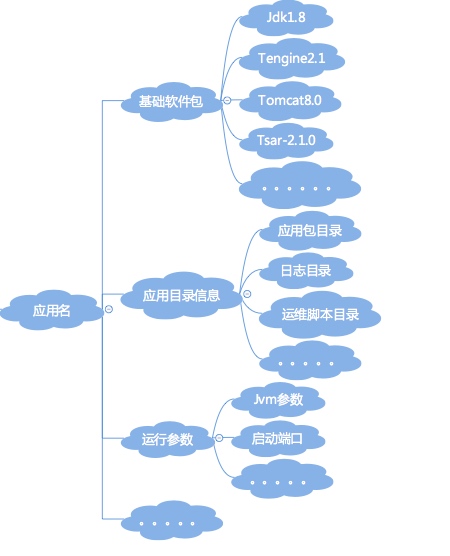 Jdk1.8
Tengine2.1
基础软件包
Tomcat8.0
Tsar-2.1.0
。。。。。。
应用包目录
日志目录
应用目录信息
应用名
运维脚本目录
。。。。。
Jvm参数
运行参数
启动端口
。。。。。
。。。。。